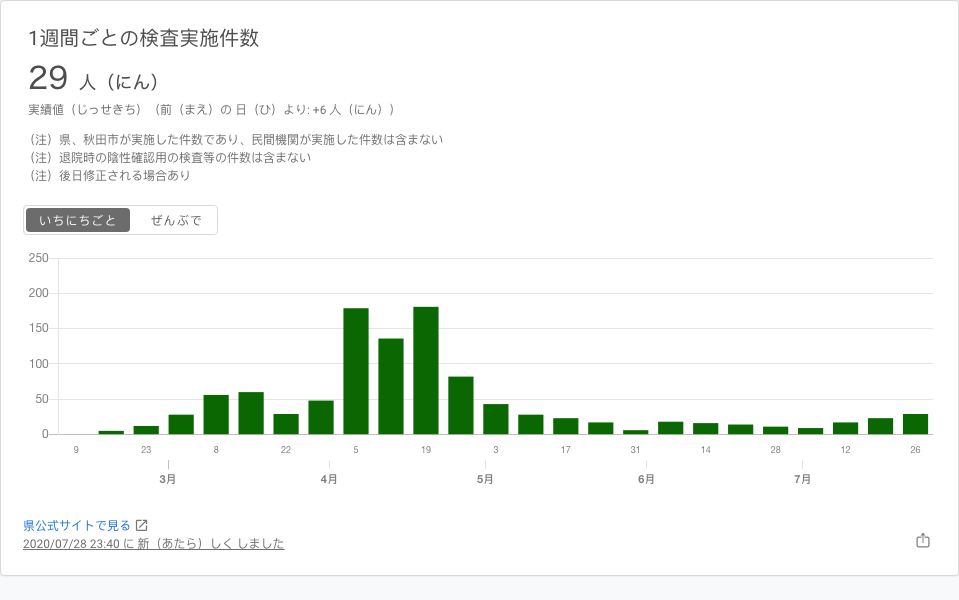 1週間ごとの検査実施件数
29 人（にん）
実績値（じっせきち）（前（まえ）の 日（ひ）より: +6 人（にん））
（注）県、秋田市が実施した件数であり、民間機関が実施した件数は含まない
（注）退院時の陰性確認用の検査等の件数は含まない
（注）後日修正される場合あり
いちにちごと ぜんぶで
250
200
150
100
50
0
9 23 8 22 5 19 3 17 31 14 28 12 26
3月 4月 5月 6月 7月
県公式サイトで見る
2020/07/28 23:40 に 新（あたら）しく しました